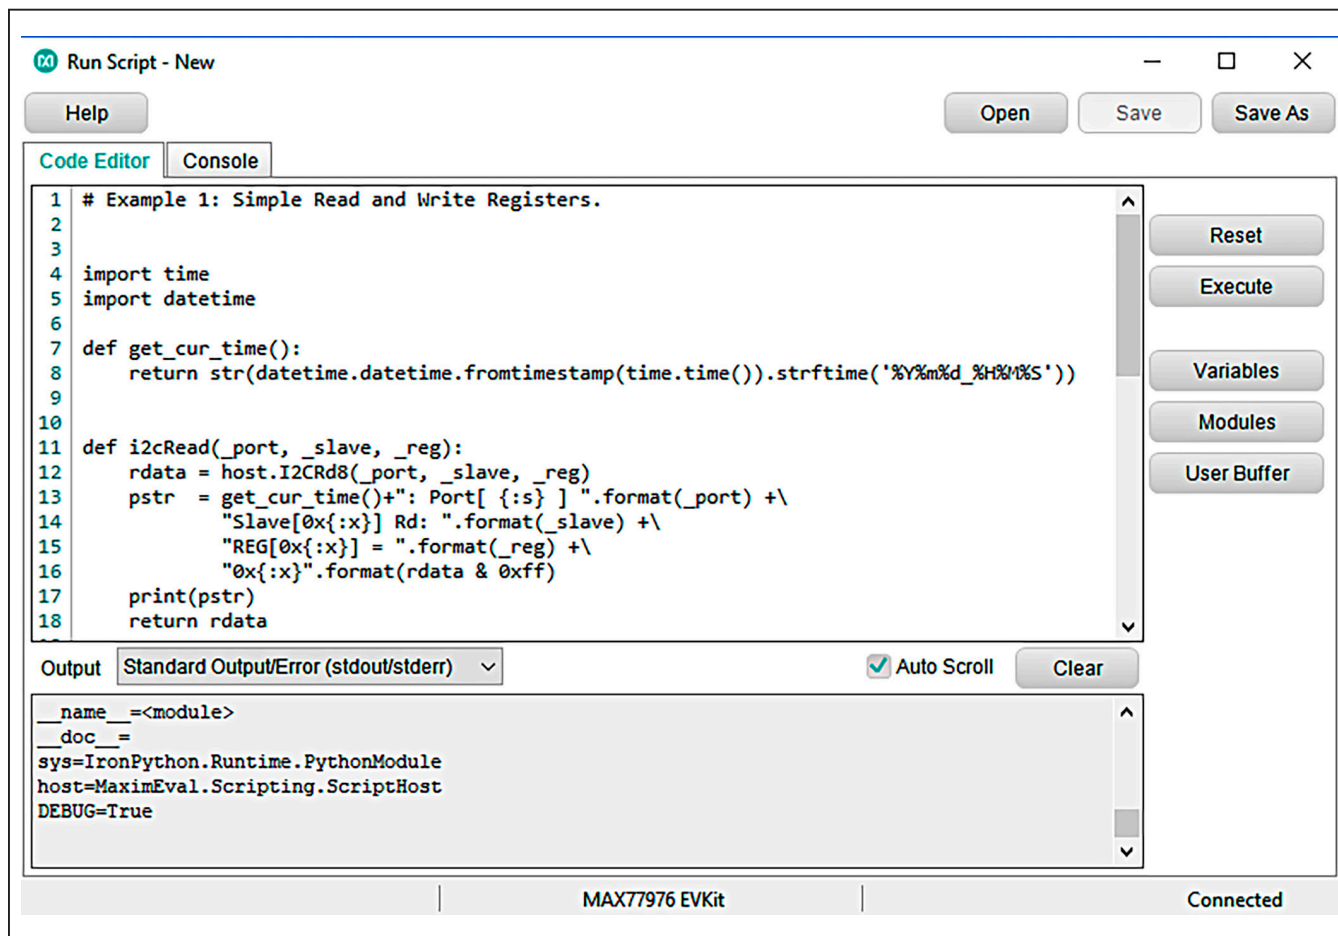 Run Script - New
Help
Open
Save
Save As
Code Editor
Console
1 # Example 1: Simple Read and Write Registers.
2
3
4 import time
5 import datetime
6
7 def get_cur_time():
8     return str(datetime.datetime.fromtimestamp(time.time()).strftime('%Y%m%d_%H%M%S'))
9
10
11 def i2cRead(_port, _slave, _reg):
12     rdata = host.I2CRd8(_port, _slave, _reg)
13     pstr  = get_cur_time()+": Port[ {:s} ] ".format(_port) +\
14             "Slave[0x{:x}] Rd: ".format(_slave) +\
15             "REG[0x{:x}] = ".format(_reg) +\
16             "0x{:x}".format(rdata & 0xff)
17     print(pstr)
18     return rdata
Reset
Execute
Variables
Modules
User Buffer
Output
Standard Output/Error (stdout/stderr)
Auto Scroll
Clear
__name__=<module>
__doc__=
sys=IronPython.Runtime.PythonModule
host=MaximEval.Scripting.ScriptHost
DEBUG=True
MAX77976 EVKit
Connected